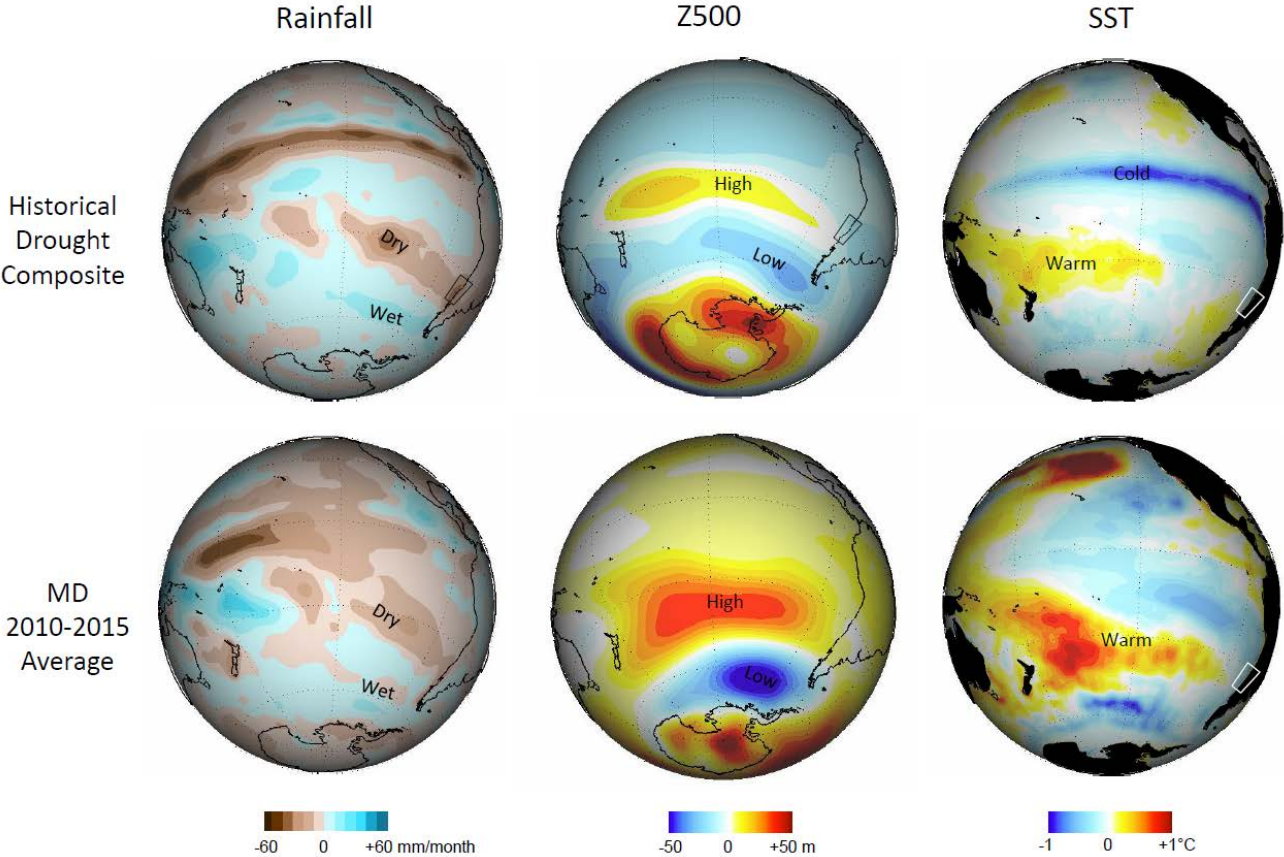 Rainfall Z500 SST
Historical
Drought
Composite
Dry
Wet
High
Low
Cold
Warm
MD
2010-2015
Average
Dry
Wet
High
Low
Warm
-60 0 +60 mm/month
-50 0 +50 m
-1 0 +1°C